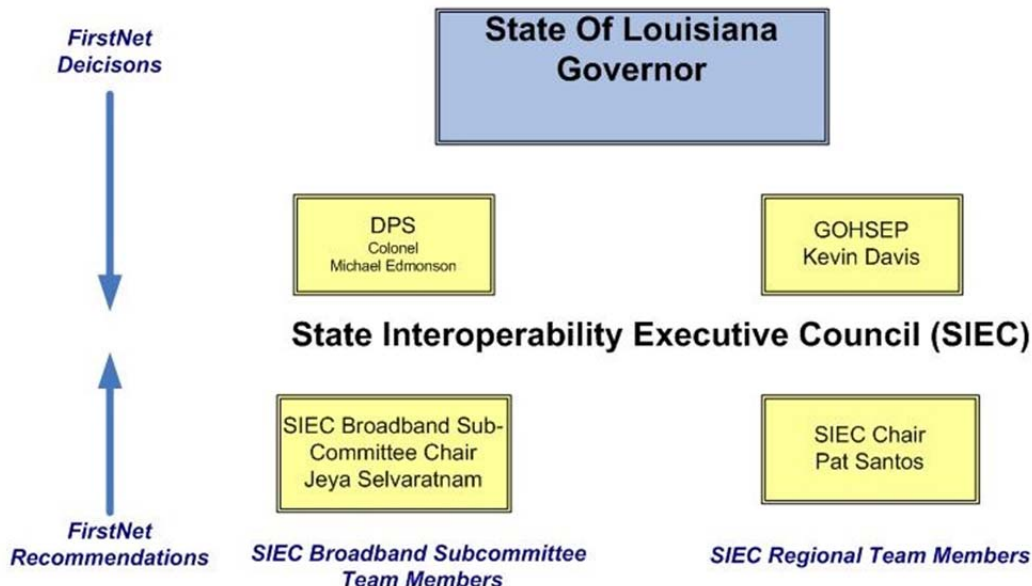 FirstNet
Deicisons
State Of Louisiana
Governor
DPS
Colonel
Michael Edmonson
GOHSEP
Kevin Davis
State Interoperability Executive Council (SIEC)
SIEC Broadband Sub-
Committee Chair
Jeya Selvaratnam
SIEC Chair
Pat Santos
FirstNet
Recommendations
SIEC Broadband Subcommittee
Team Members
SIEC Regional Team Members